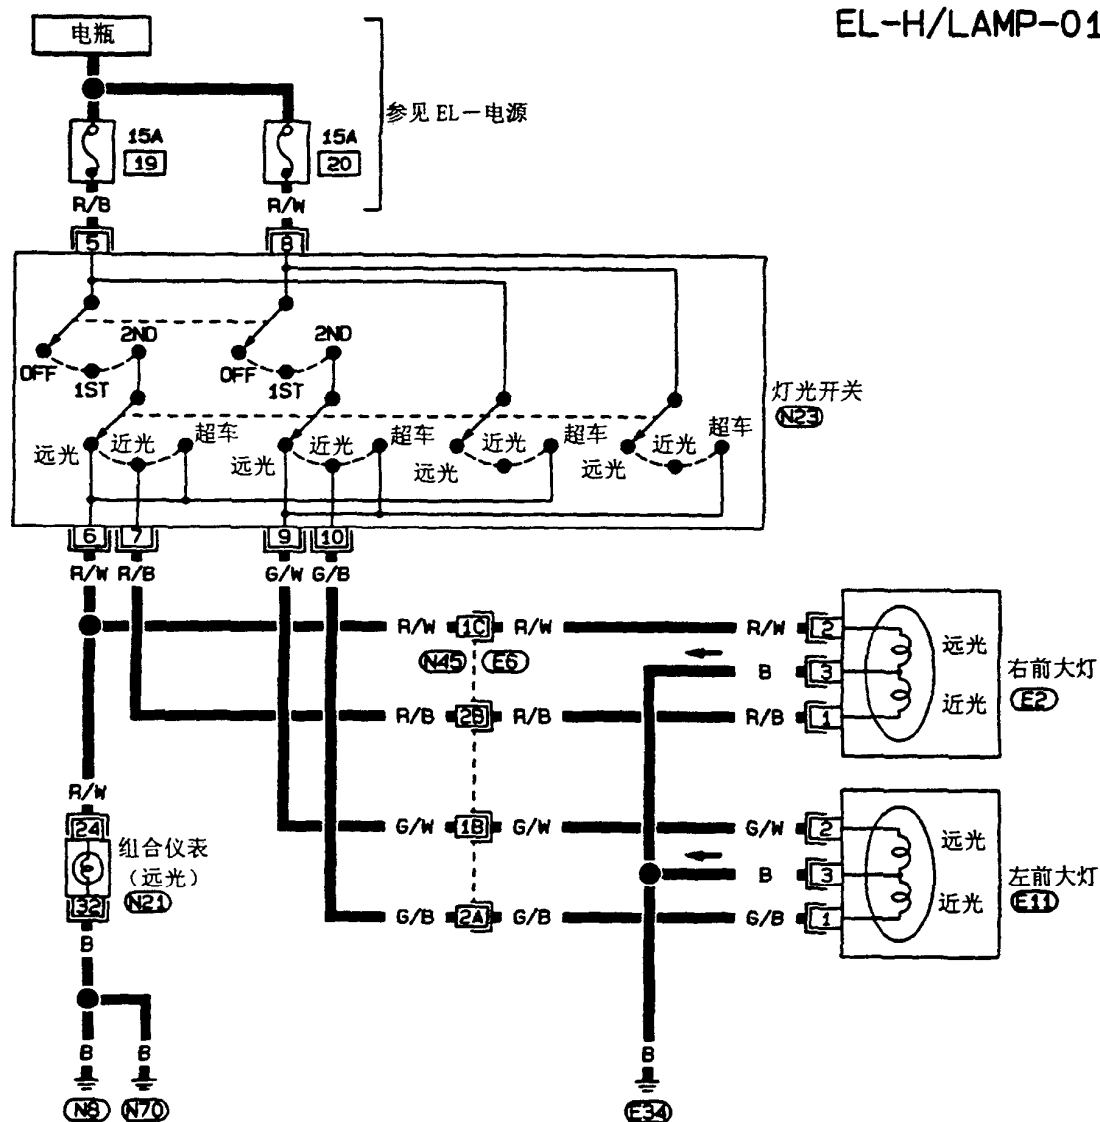 EL-H/LAMP-01
电瓶
参见 EL-电源
15A
19
15A
20
R/B
R/W
5
8
2ND
2ND
OFF
1ST
OFF
1ST
灯光开关
N23
远光
近光
超车
远光
近光
超车
远光
近光
超车
远光
近光
超车
6
7
9
10
R/W
R/B
G/W
G/B
R/W
1C
R/W
R/W
2
远光
N45
E6
B
3
右前大灯
E2
R/B
2B
R/B
R/B
1
近光
R/W
24
组合仪表
(远光)
N21
32
G/W
1B
G/W
G/W
2
远光
B
3
左前大灯
E11
G/B
2A
G/B
G/B
1
近光
B
B
B
B
N8
N70
E34